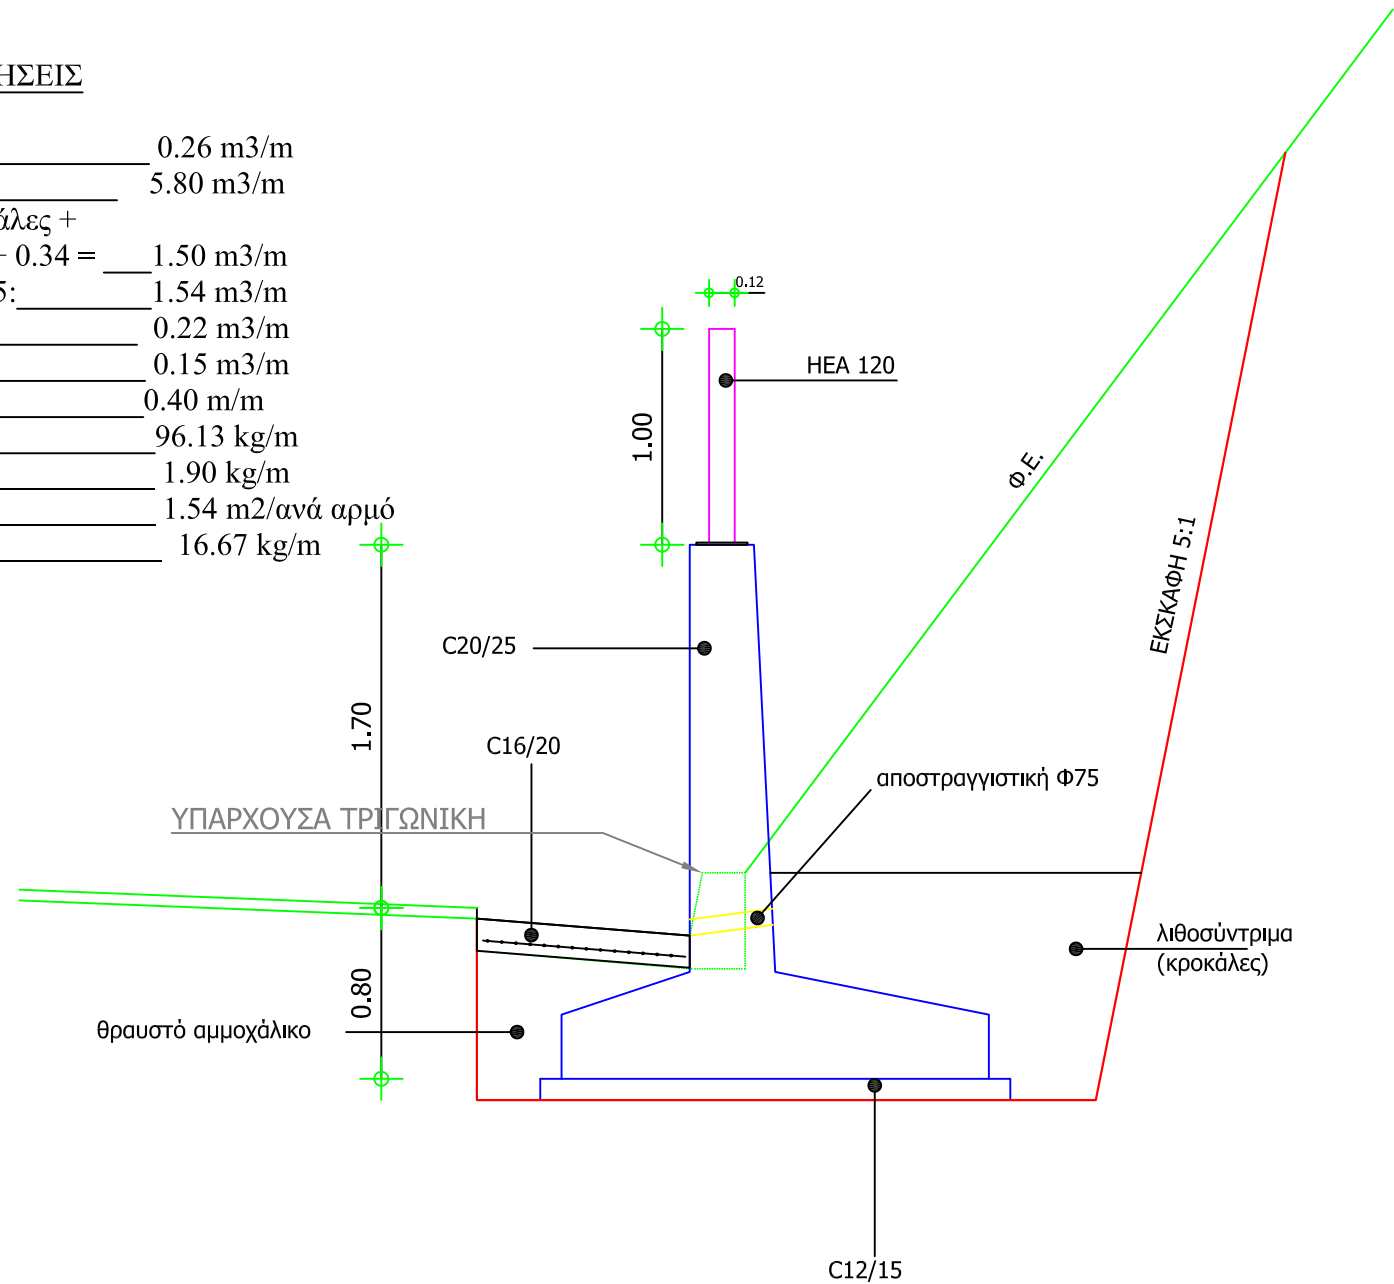 ΗΣΕΙΣ
0.26 m3/m
5.80 m3/m
άλες +
+ 0.34 = 1.50 m3/m
5: 1.54 m3/m
0.22 m3/m
0.15 m3/m
0.40 m/m
96.13 kg/m
1.90 kg/m
1.54 m2/ανά αρμό
16.67 kg/m
0.12
HEA 120
1.00
Φ.Ε.
ΕΚΣΚΑΦΗ 5:1
C20/25
1.70
C16/20
αποστραγγιστική Φ75
ΥΠΑΡΧΟΥΣΑ ΤΡΙΓΩΝΙΚΗ
λιθοσύντριμα
(κροκάλες)
0.80
θραυστό αμμοχάλικο
C12/15